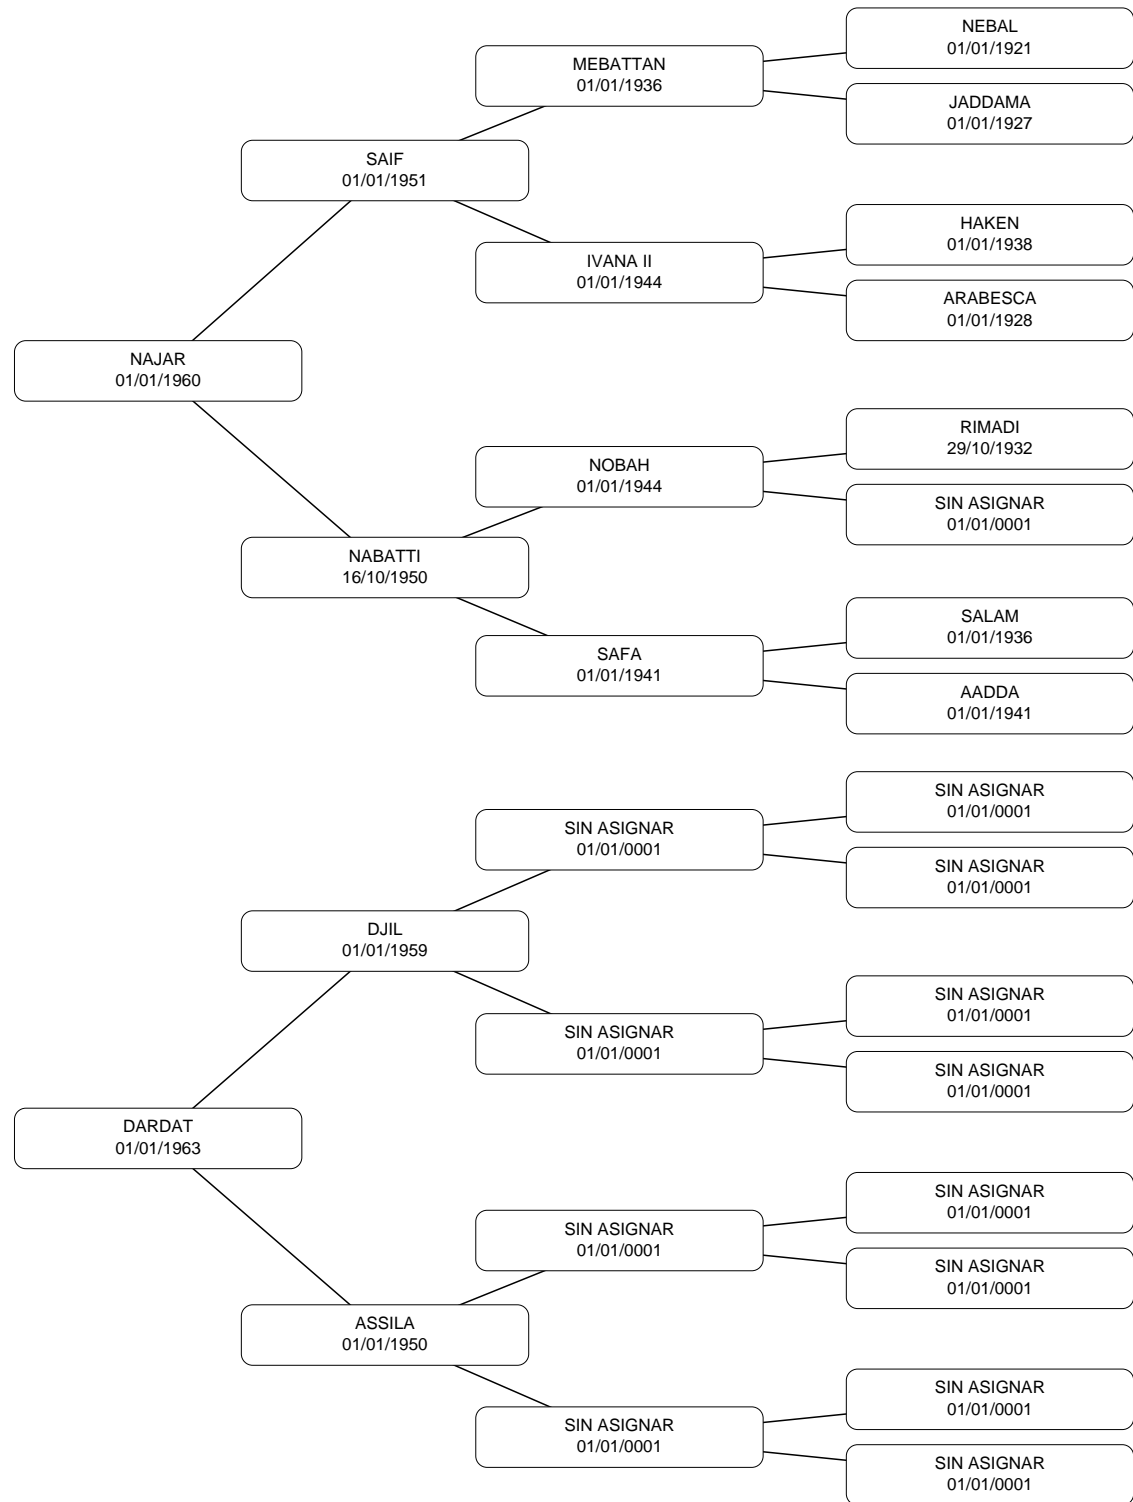 NEBAL
01/01/1921
MEBATTAN
01/01/1936
JADDAMA
01/01/1927
SAIF
01/01/1951
HAKEN
01/01/1938
IVANA II
01/01/1944
ARABESCA
01/01/1928
NAJAR
01/01/1960
RIMADI
29/10/1932
NOBAH
01/01/1944
SIN ASIGNAR
01/01/0001
NABATTI
16/10/1950
SALAM
01/01/1936
SAFA
01/01/1941
AADDA
01/01/1941
SIN ASIGNAR
01/01/0001
SIN ASIGNAR
01/01/0001
SIN ASIGNAR
01/01/0001
DJIL
01/01/1959
SIN ASIGNAR
01/01/0001
SIN ASIGNAR
01/01/0001
SIN ASIGNAR
01/01/0001
DARDAT
01/01/1963
SIN ASIGNAR
01/01/0001
SIN ASIGNAR
01/01/0001
SIN ASIGNAR
01/01/0001
ASSILA
01/01/1950
SIN ASIGNAR
01/01/0001
SIN ASIGNAR
01/01/0001
SIN ASIGNAR
01/01/0001